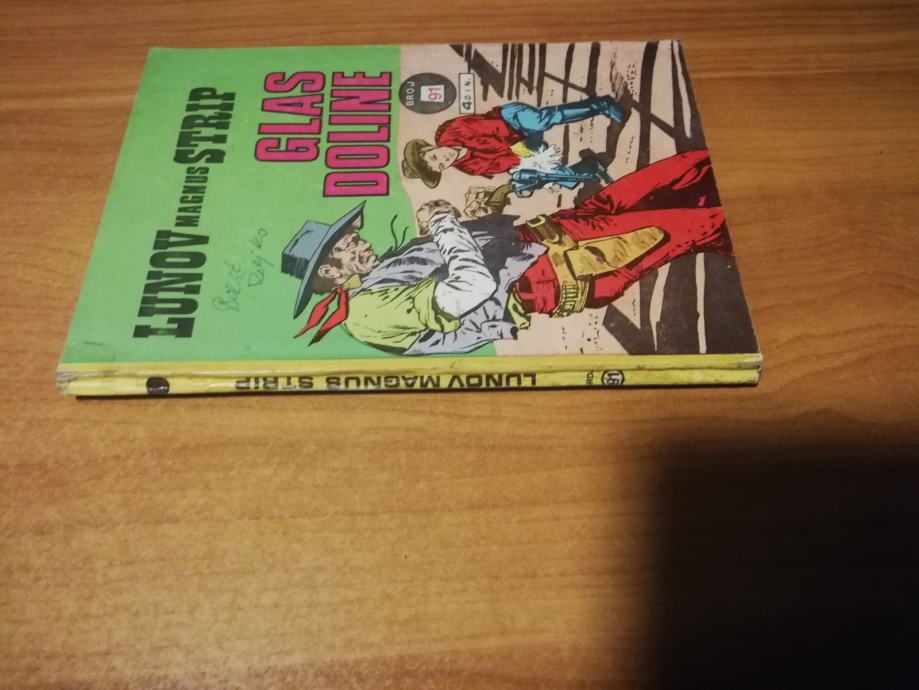 LUNOV MAGNUS STRIP
GLAS
DOLINE
BROJ
91
4 DIN.
LUNOV MAGNUS STRIP
91